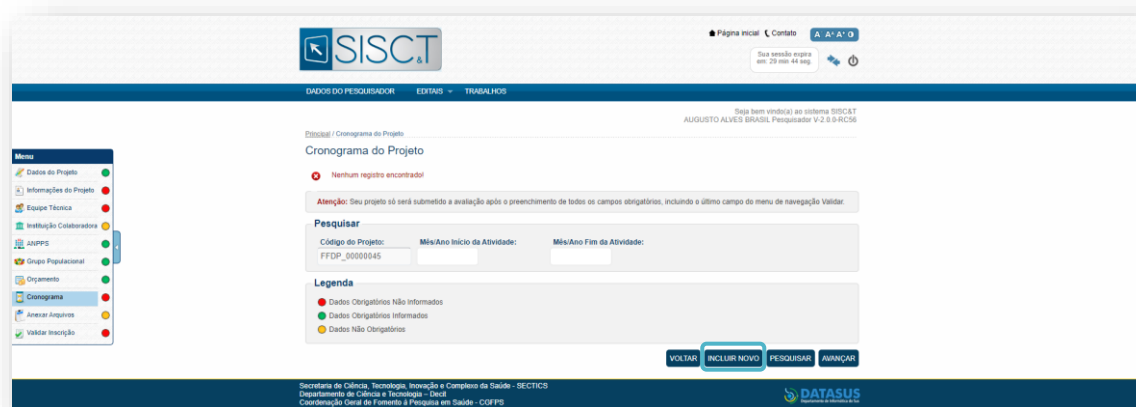 SISC&T
Página inicial Contato A A+ A+
Sua sessão expira
em: 29 min 44 seg.
DADOS DO PESQUISADOR EDITAIS TRABALHOS
Seja bem vindo(a) ao sistema SISC&T
AUGUSTO ALVES BRASIL Pesquisador V-2.0.0-RC56
Principal / Cronograma do Projeto
Cronograma do Projeto
Nenhum registro encontrado!
Atenção: Seu projeto só será submetido a avaliação após o preenchimento de todos os campos obrigatórios, incluindo o último campo do menu de navegação Validar.
Menu
Dados do Projeto
Informações do Projeto
Equipe Técnica
Instituição Colaboradora
ANPPS
Grupo Populacional
Orçamento
Cronograma
Anexar Arquivos
Validar Inscrição
Pesquisar
Código do Projeto: Mês/Ano Início da Atividade: Mês/Ano Fim da Atividade:
FFDP_00000045
Legenda
Dados Obrigatórios Não Informados
Dados Obrigatórios Informados
Dados Não Obrigatórios
VOLTAR INCLUIR NOVO PESQUISAR AVANÇAR
Secretaria de Ciência, Tecnologia, Inovação e Complexo da Saúde - SECTICS
Departamento de Ciência e Tecnologia – Decit
Coordenação Geral de Fomento à Pesquisa em Saúde - CGFPS
DATASUS
Departamento de Informática do Sus